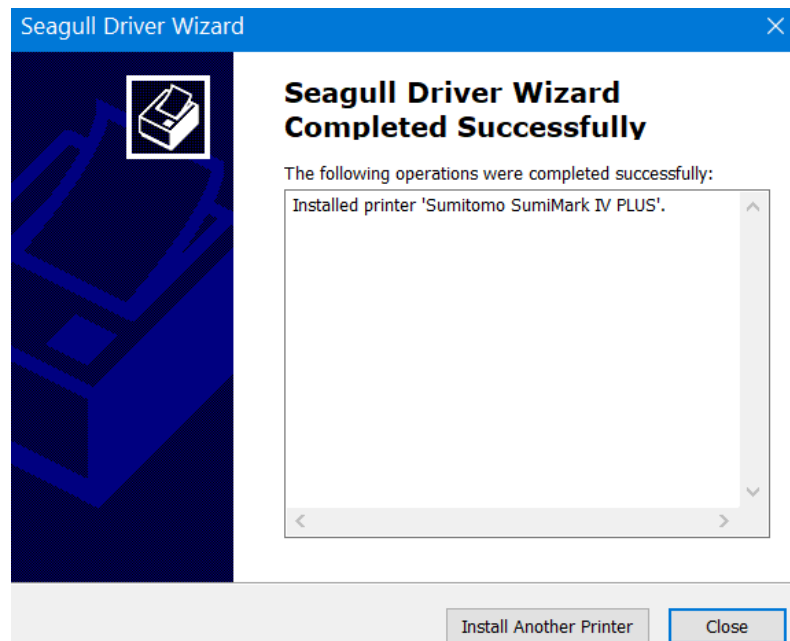 Seagull Driver Wizard
Seagull Driver Wizard
Completed Successfully
The following operations were completed successfully:
Installed printer 'Sumitomo SumiMark IV PLUS'.
Install Another Printer
Close